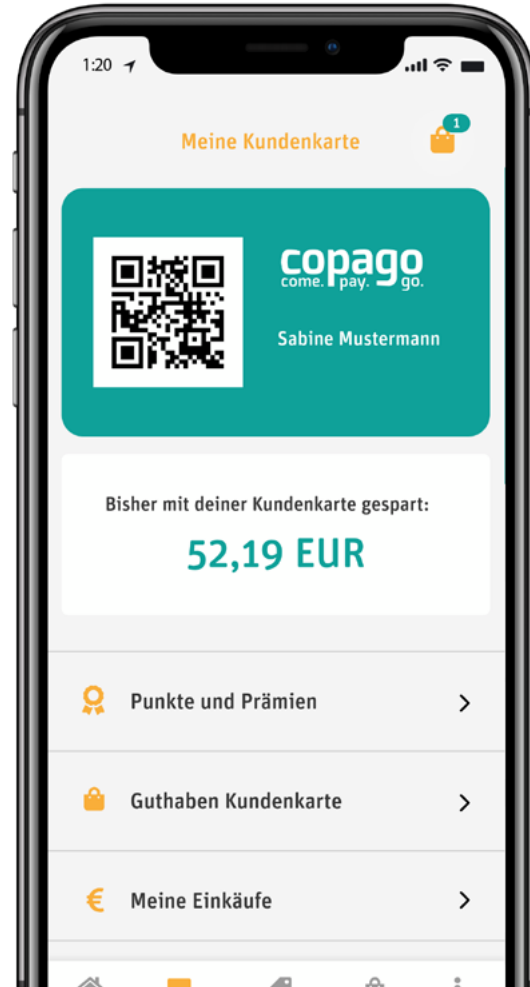 1:20
Meine Kundenkarte
1
copago
come. pay. go.
Sabine Mustermann
Bisher mit deiner Kundenkarte gespart:
52,19 EUR
Punkte und Prämien
Guthaben Kundenkarte
Meine Einkäufe